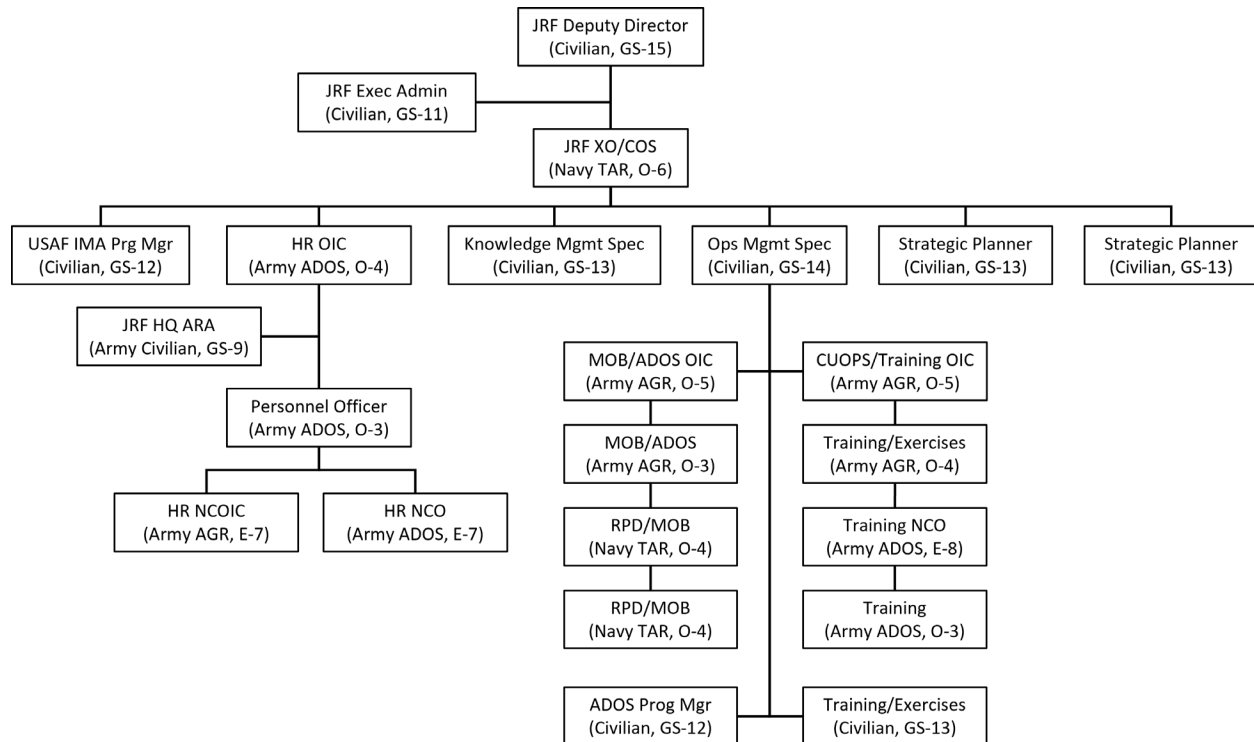 JRF Deputy Director
(Civilian, GS-15)
JRF Exec Admin
(Civilian, GS-11)
JRF XO/COS
(Navy TAR, O-6)
USAF IMA Prg Mgr
(Civilian, GS-12)
HR OIC
(Army ADOS, O-4)
Knowledge Mgmt Spec
(Civilian, GS-13)
Ops Mgmt Spec
(Civilian, GS-14)
Strategic Planner
(Civilian, GS-13)
Strategic Planner
(Civilian, GS-13)
JRF HQ ARA
(Army Civilian, GS-9)
Personnel Officer
(Army ADOS, O-3)
HR NCOIC
(Army AGR, E-7)
HR NCO
(Army ADOS, E-7)
MOB/ADOS OIC
(Army AGR, O-5)
MOB/ADOS
(Army AGR, O-3)
RPD/MOB
(Navy TAR, O-4)
RPD/MOB
(Navy TAR, O-4)
CUOPS/Training OIC
(Army AGR, O-5)
Training/Exercises
(Army AGR, O-4)
Training NCO
(Army ADOS, E-8)
Training
(Army ADOS, O-3)
ADOS Prog Mgr
(Civilian, GS-12)
Training/Exercises
(Civilian, GS-13)